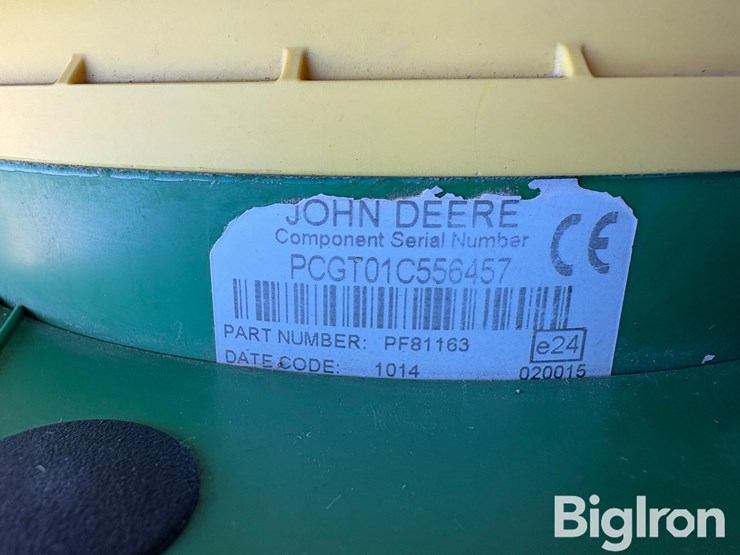 JOHN DEERE
Component Serial Number
CE
PCGT01C556457
PART NUMBER: PF81163
e24
DATE CODE: 1014 020015
BigIron